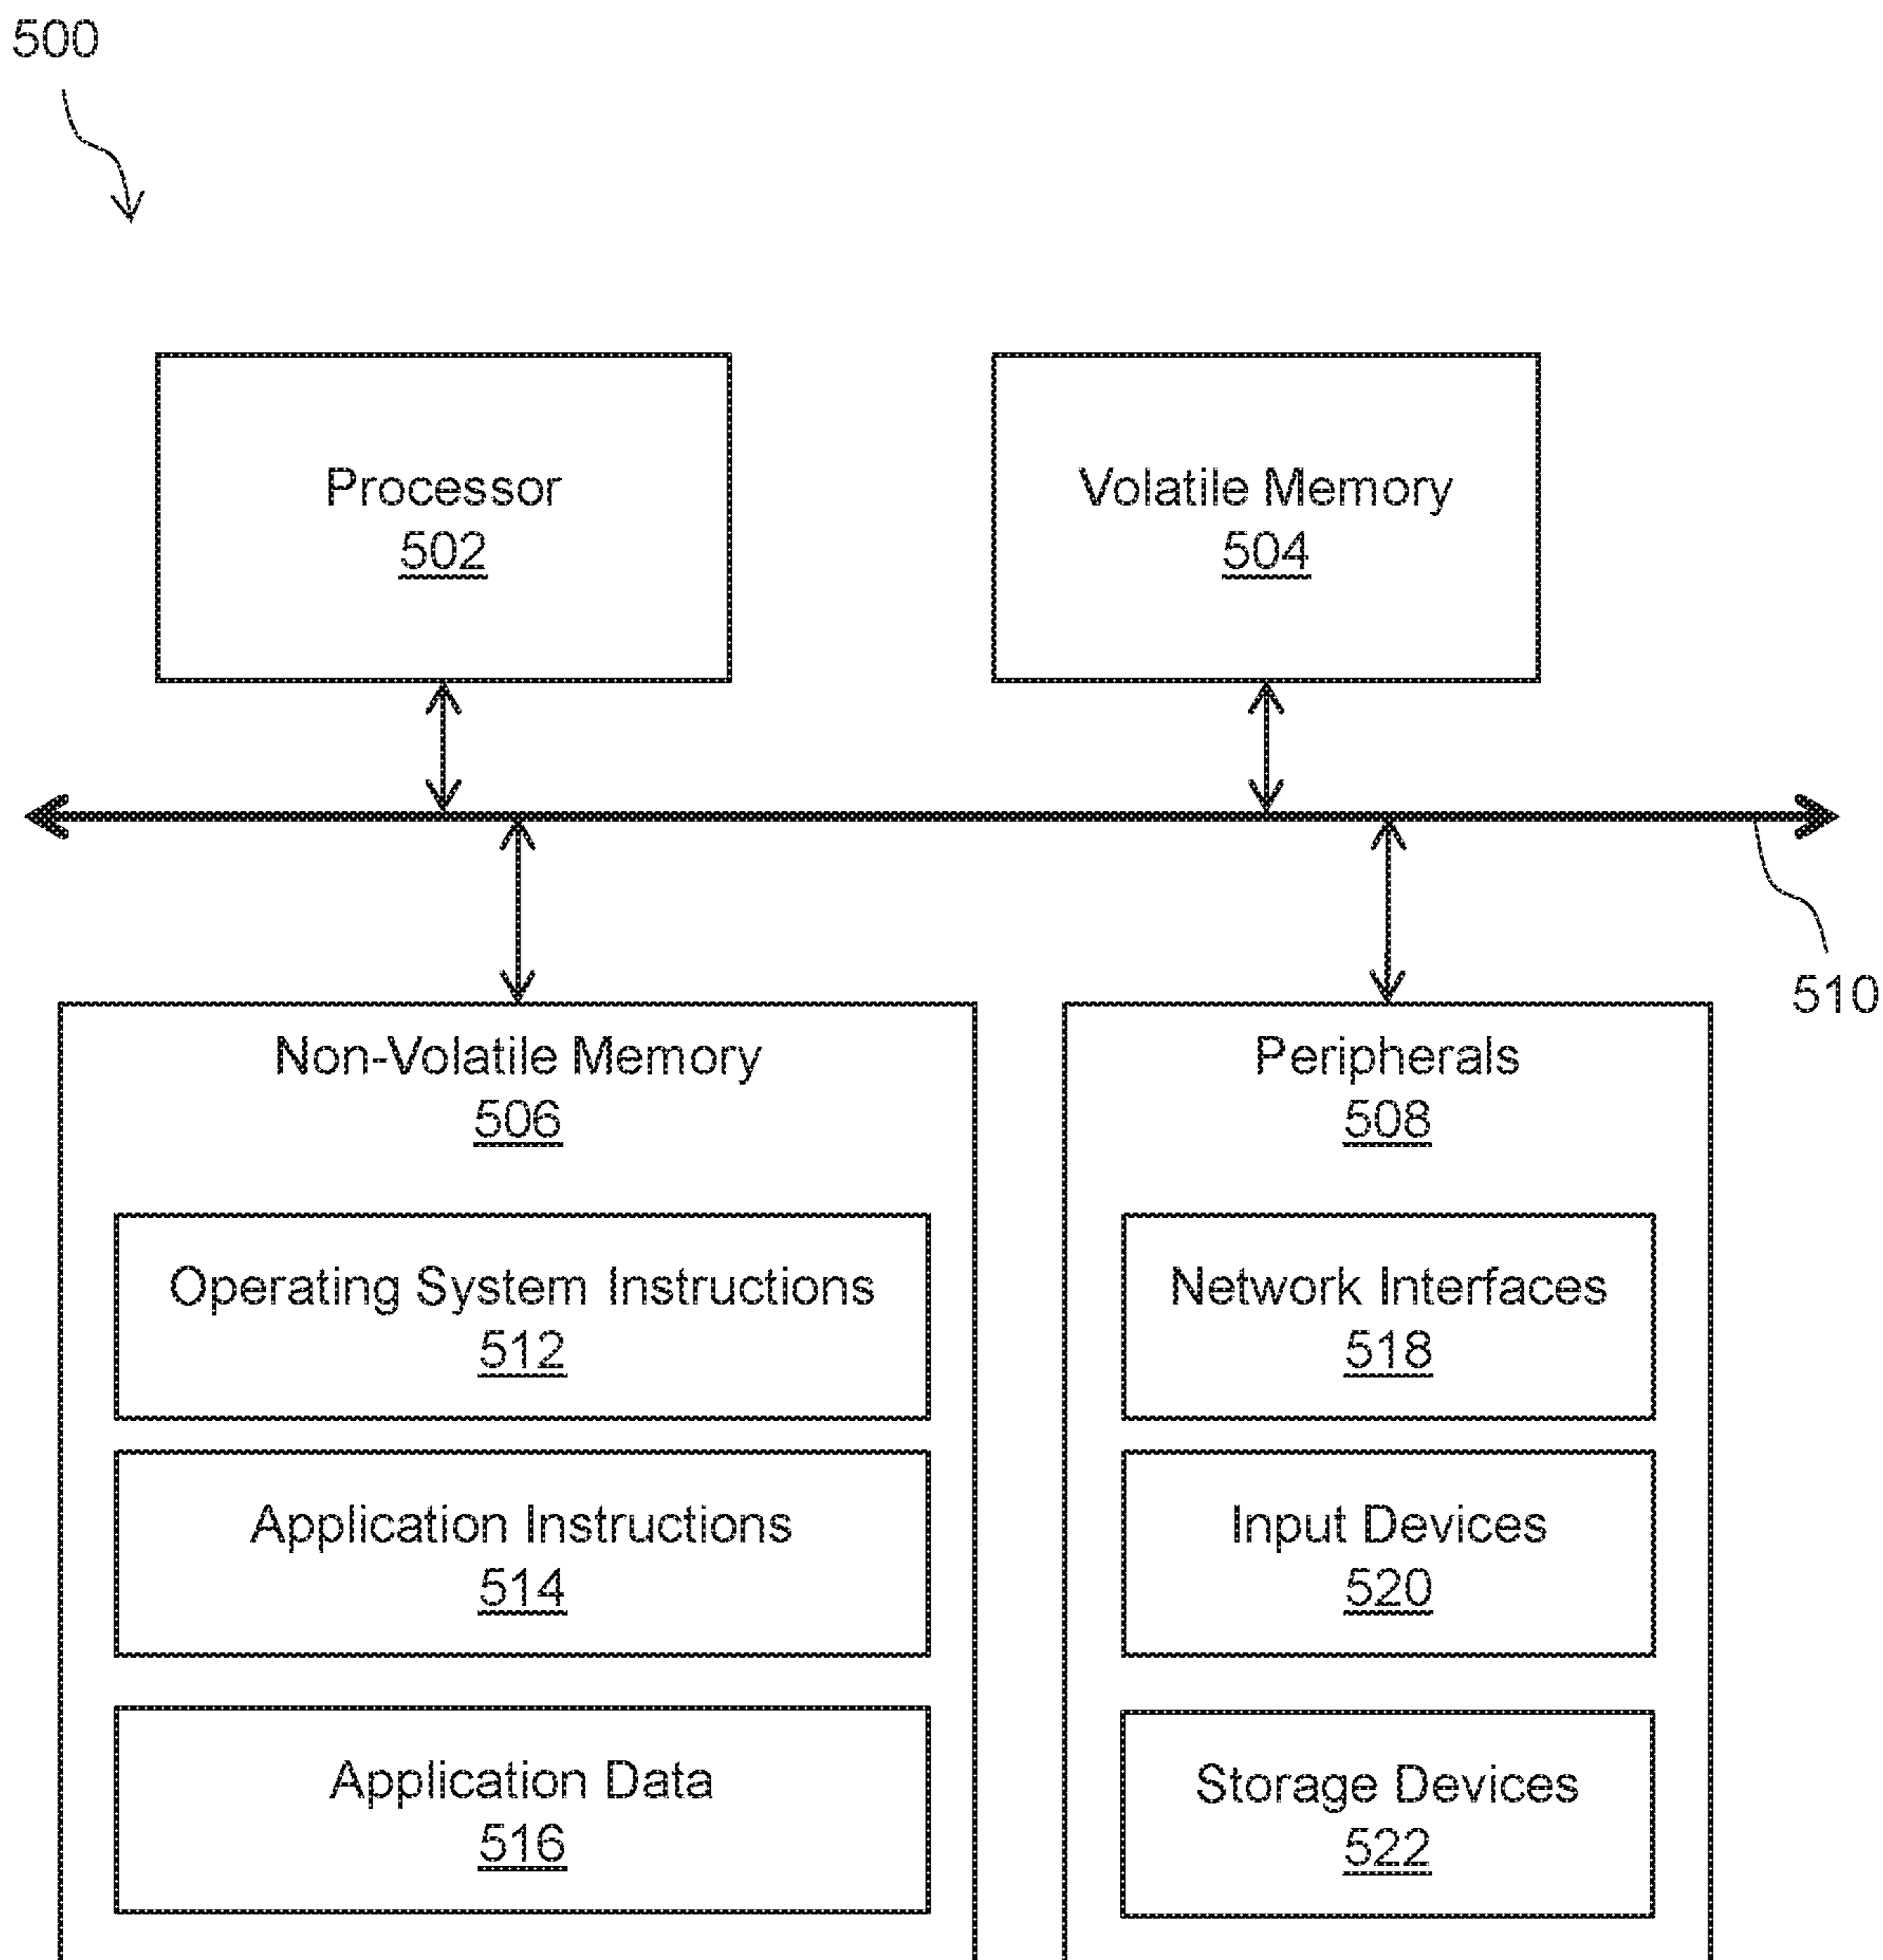 500
Processor
502
Volatile Memory
504
510
Non-Volatile Memory
506
Operating System Instructions
512
Application Instructions
514
Application Data
516
Peripherals
508
Network Interfaces
518
Input Devices
520
Storage Devices
522